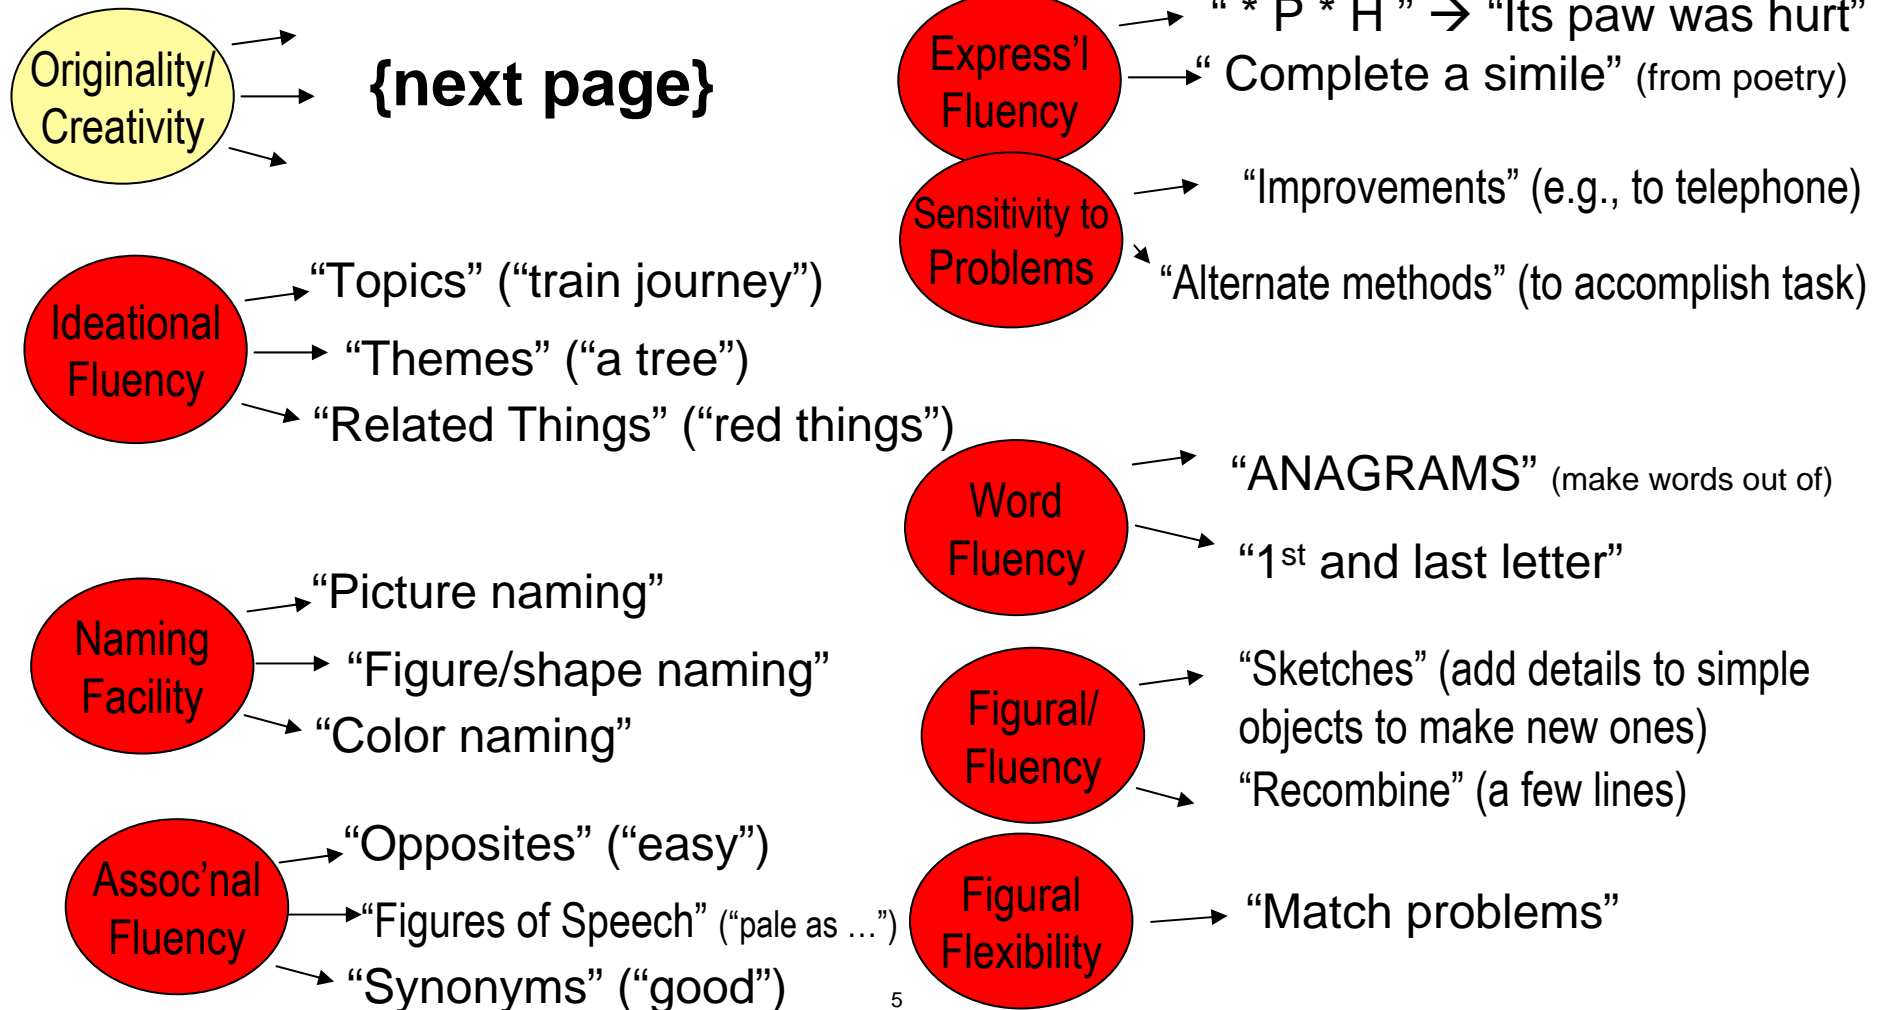 Originality/
Creativity
{next page}
Ideational
Fluency
“Topics” (“train journey”)
“Themes” (“a tree”)
“Related Things” (“red things”)
Naming
Facility
“Picture naming”
“Figure/shape naming”
“Color naming”
Assoc’nal
Fluency
“Opposites” (“easy”)
“Figures of Speech” (“pale as …”)
“Synonyms” (“good”)
Express’l
Fluency
“ * P * H ” → “Its paw was hurt”
“ Complete a simile” (from poetry)
Sensitivity to
Problems
“Improvements” (e.g., to telephone)
“Alternate methods” (to accomplish task)
Word
Fluency
“ANAGRAMS” (make words out of)
“1st and last letter”
Figural/
Fluency
“Sketches” (add details to simple
objects to make new ones)
“Recombine” (a few lines)
Figural
Flexibility
“Match problems”
5